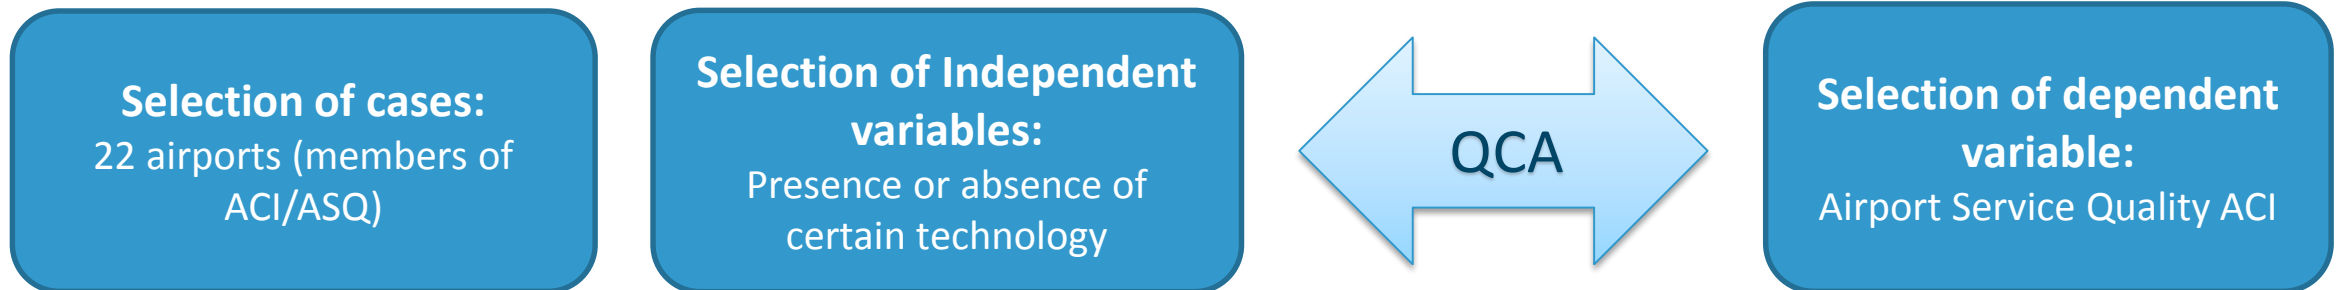 Selection of cases:
22 airports (members of
ACI/ASQ)
Selection of Independent
variables:
Presence or absence of
certain technology
QCA
Selection of dependent
variable:
Airport Service Quality ACI